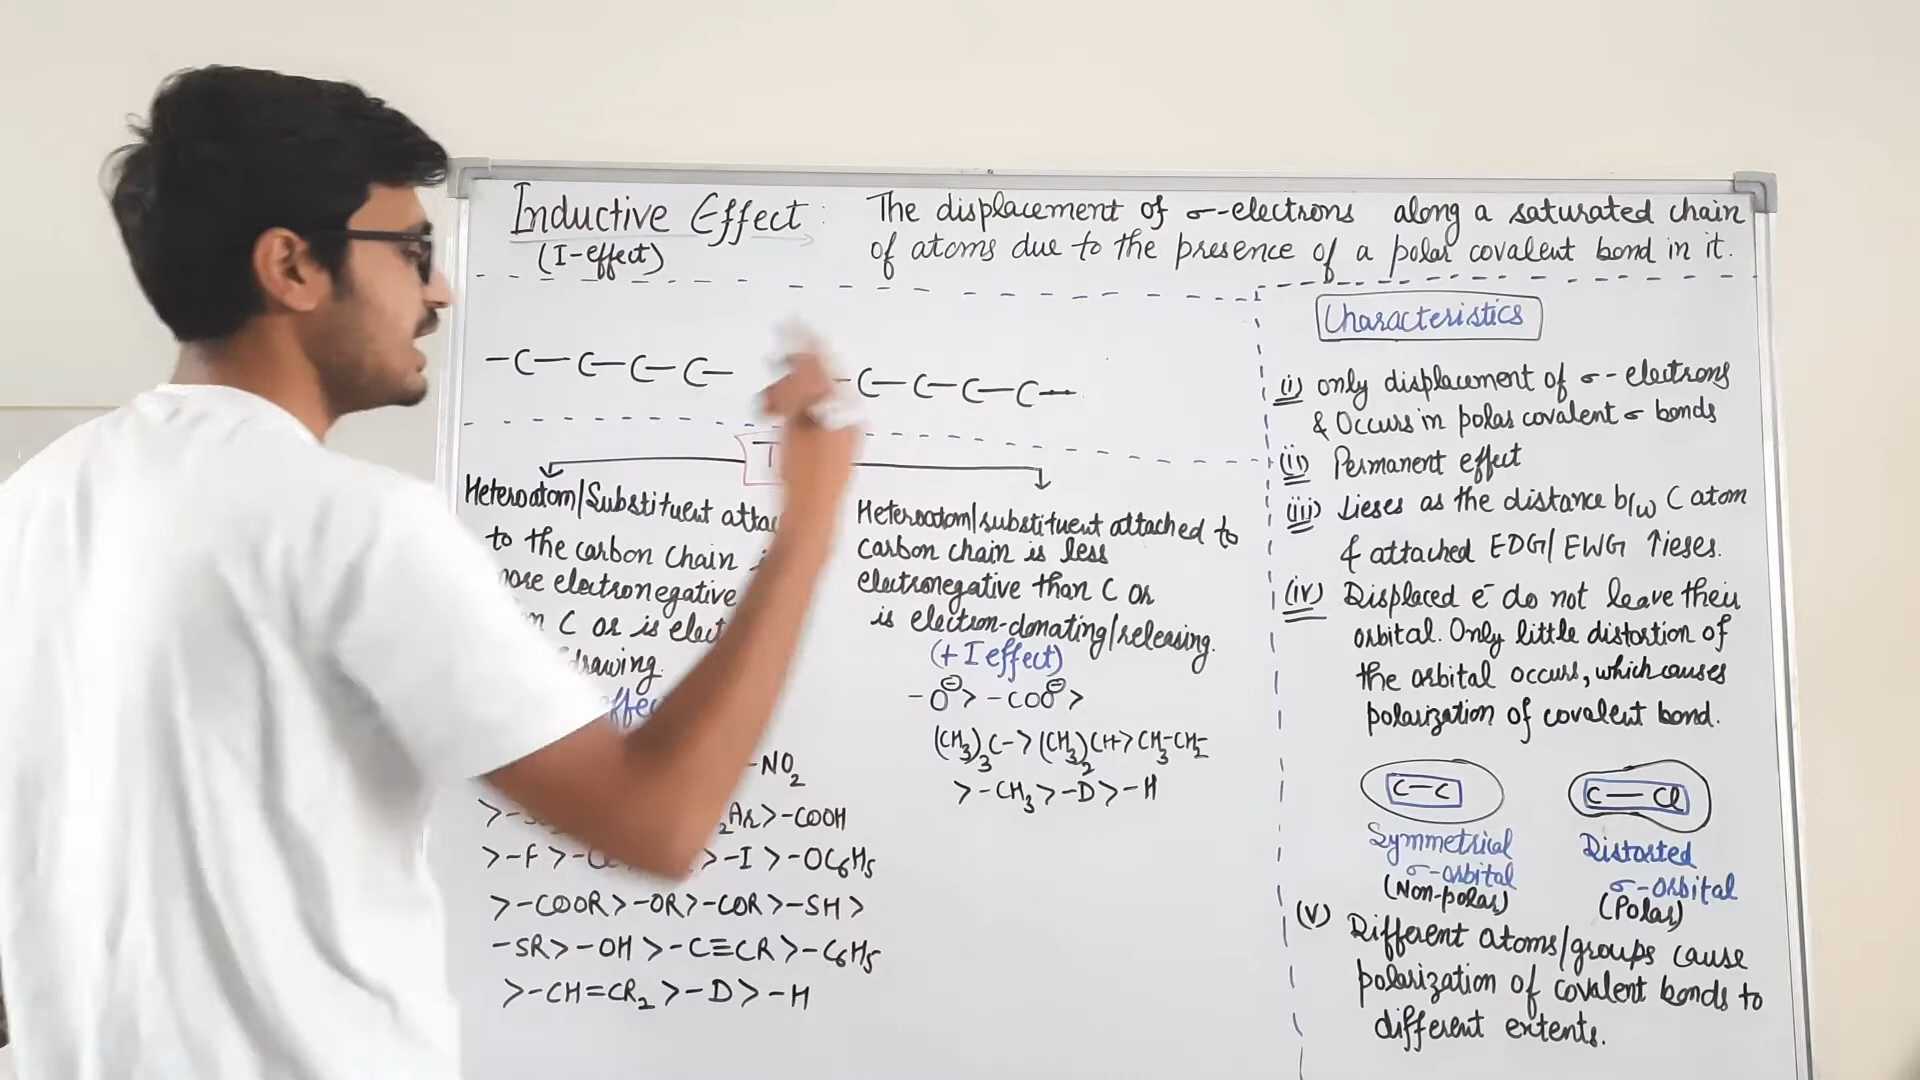 Inductive Effect :
(I-effect)
The displacement of σ-electrons along a saturated chain
of atoms due to the presence of a polar covalent bond in it.
-C-C-C-C-
-C-C-C-C-
Heteroatom/Substituent
to the carbon chain
more electronegative
C or is
-NO2
Ar>-COOH
>-F>
>-I>-OC6H5
>-COOR>-OR>-COR>-SH>
-SR>-OH>-C≡CR>-C6H5
>-CH=CR2>-D>-H
Heteroatom/substituent attached to
carbon chain is less
electronegative than C or
is electron-donating/releasing.
(+I effect)
-O⊖>-COO⊖>
(CH3)3C->(CH3)2CH>CH3-CH2-
>-CH3>-D>-H
Characteristics
(i) only displacement of σ-electrons
& Occurs in polar covalent σ bonds
(ii) Permanent effect
(iii) ↓ses as the distance b/w C atom
& attached EDG/EWG ↑ses.
(iv) Displaced e⁻ do not leave their
orbital. Only little distortion of
the orbital occurs, which causes
polarization of covalent bond.
C-C
C-Cl
Symmetrical
σ-orbital
(Non-polar)
Distorted
σ-orbital
(Polar)
(v) Different atoms/groups cause
polarization of covalent bonds to
different extents.